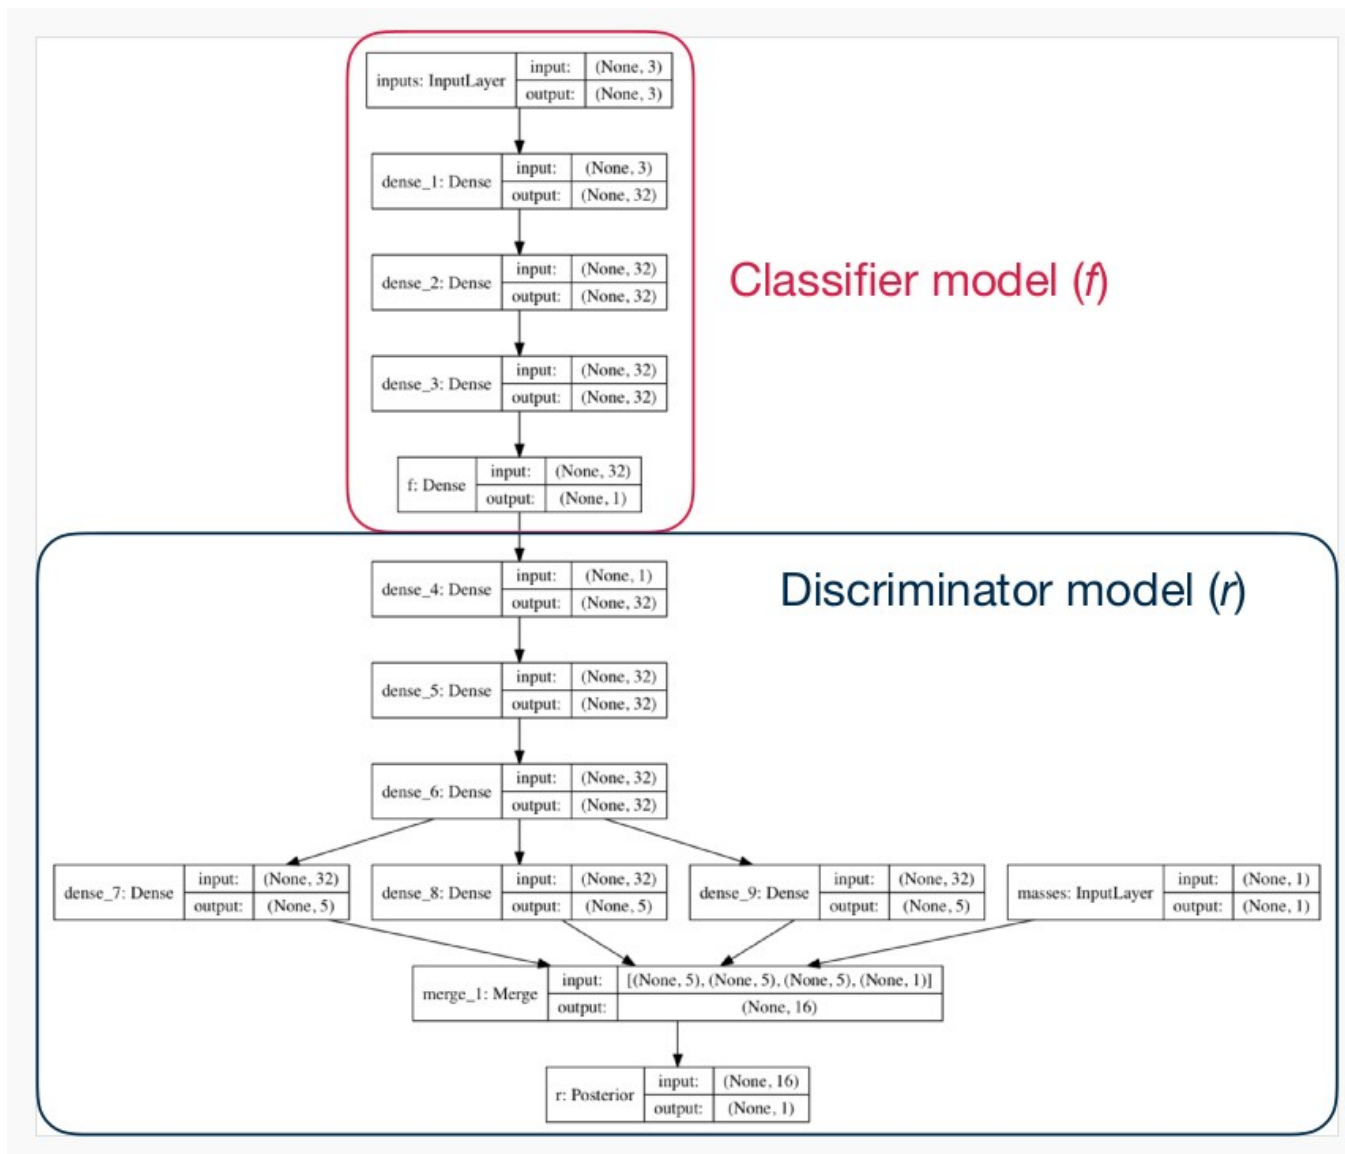 inputs: InputLayer input: (None, 3)
output: (None, 3)
dense_1: Dense input: (None, 3)
output: (None, 32)
dense_2: Dense input: (None, 32)
output: (None, 32)
Classifier model (f)
dense_3: Dense input: (None, 32)
output: (None, 32)
f: Dense input: (None, 32)
output: (None, 1)
Discriminator model (r)
dense_4: Dense input: (None, 1)
output: (None, 32)
dense_5: Dense input: (None, 32)
output: (None, 32)
dense_6: Dense input: (None, 32)
output: (None, 32)
dense_7: Dense input: (None, 32)
output: (None, 5)
dense_8: Dense input: (None, 32)
output: (None, 5)
dense_9: Dense input: (None, 32)
output: (None, 5)
masses: InputLayer input: (None, 1)
output: (None, 1)
merge_1: Merge input: [(None, 5), (None, 5), (None, 5), (None, 1)]
output: (None, 16)
r: Posterior input: (None, 16)
output: (None, 1)